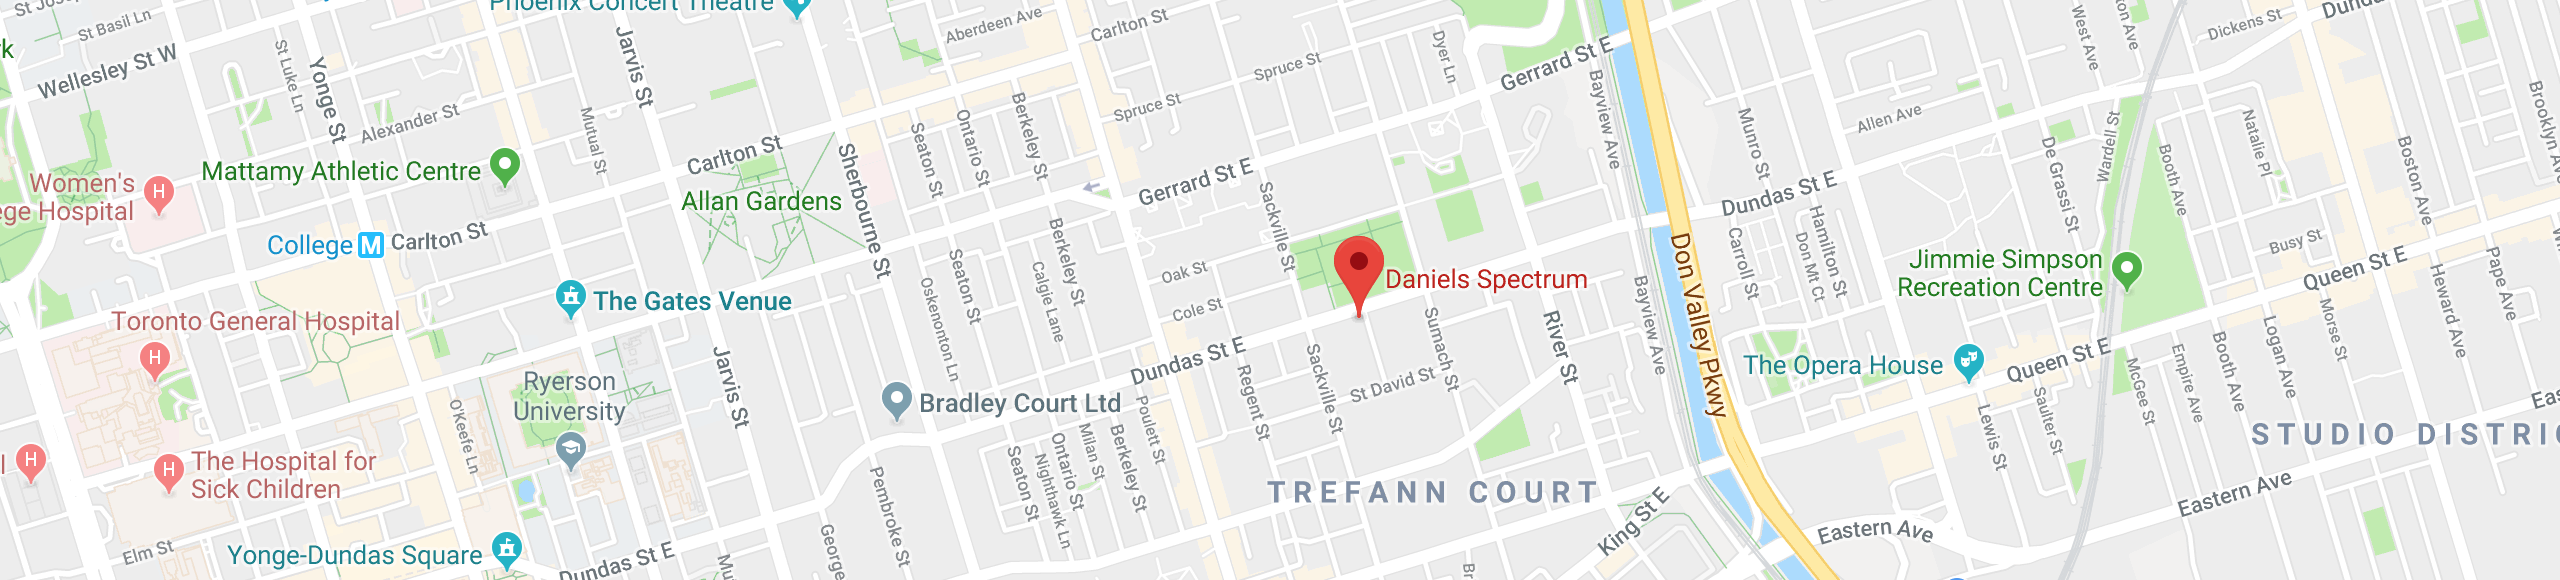 St Jose
St Basil Ln
Phoenix Concert Theatre
Aberdeen Ave
Carlton St
Dundas
Dickens St
ton Ave
West Ave
rk
Wellesley St W
St Luke Ln
Yonge St
Jarvis St
Spruce St
Dyer Ln
Gerrard St E
Bayview Ave
Alexander St
Mutual St
Seaton St
Ontario St
Berkeley St
Spruce St
Munro St
Allen Ave
De Grassi St
Wardell St
Booth Ave
Natalie Pl
Boston Ave
Brooklyn Av
Women's
ege Hospital
Mattamy Athletic Centre
Carlton St
Allan Gardens
Sherbourne St
Gerrard St E
Sackville St
Dundas St E
College
M
Carlton St
Seaton St
Berkeley St
Calgie Lane
Oskenonton Ln
Oak St
Cole St
Daniels Spectrum
Don Valley Pkwy
Carroll St
Don Mt Ct
Hamilton St
Jimmie Simpson
Recreation Centre
Busy St
Queen St E
Pape Ave
Heward Ave
Morse St
Logan Ave
Booth Ave
Empire Ave
McGee St
The Gates Venue
Toronto General Hospital
H
Jarvis St
Dundas St E
Regent St
Sackville St
St David St
Sumach St
River St
Bayview Ave
The Opera House
Queen St E
Ryerson
University
O'Keefe Ln
Bradley Court Ltd
Poulett St
Berkeley St
Milan St
Ontario St
Nighthawk Ln
Seaton St
Lewis St
Saulter St
STUDIO DISTRIC
Eas
The Hospital for
Sick Children
H
H
H
l
Pembroke St
George
TREFANN COURT
King St E
Eastern Ave
Eastern Ave
Elm St
Yonge-Dundas Square
Dundas St E
Mu
Br